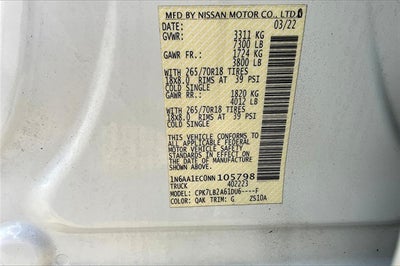 MFD BY NISSAN MOTOR CO., LTD
DATE: 03/22
GVWR: 3311 KG
7300 LB
GAWR FR.: 1724 KG
3800 LB
WITH 265/70R18 TIRES
18x8.0 RIMS AT 39 PSI
COLD SINGLE
GAWR RR.: 1820 KG
4012 LB
WITH 265/70R18 TIRES
18x8.0 RIMS AT 39 PSI
COLD SINGLE
THIS VEHICLE CONFORMS TO
ALL APPLICABLE FEDERAL
MOTOR VEHICLE SAFETY
STANDARDS IN EFFECT ON
THE DATE OF MANUFACTURE
SHOWN ABOVE.
1N6AA1EC0NN 105798
TRUCK 402223
MODEL: CPK7LB2A61DU6----F
COLOR: QAK TRIM: G ZS10A